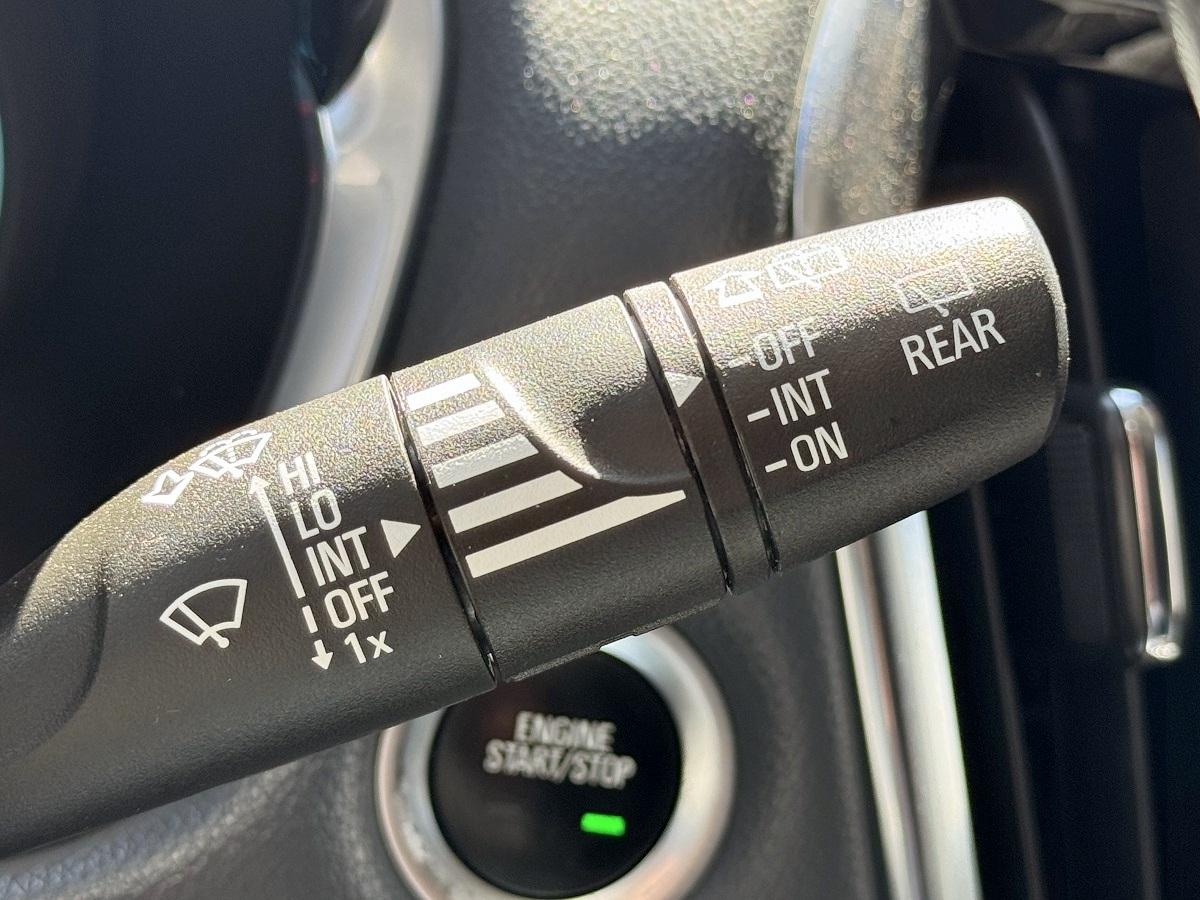 HI
LO
INT
OFF
1x
-OFF
-INT
-ON
REAR
ENGINE
START/STOP